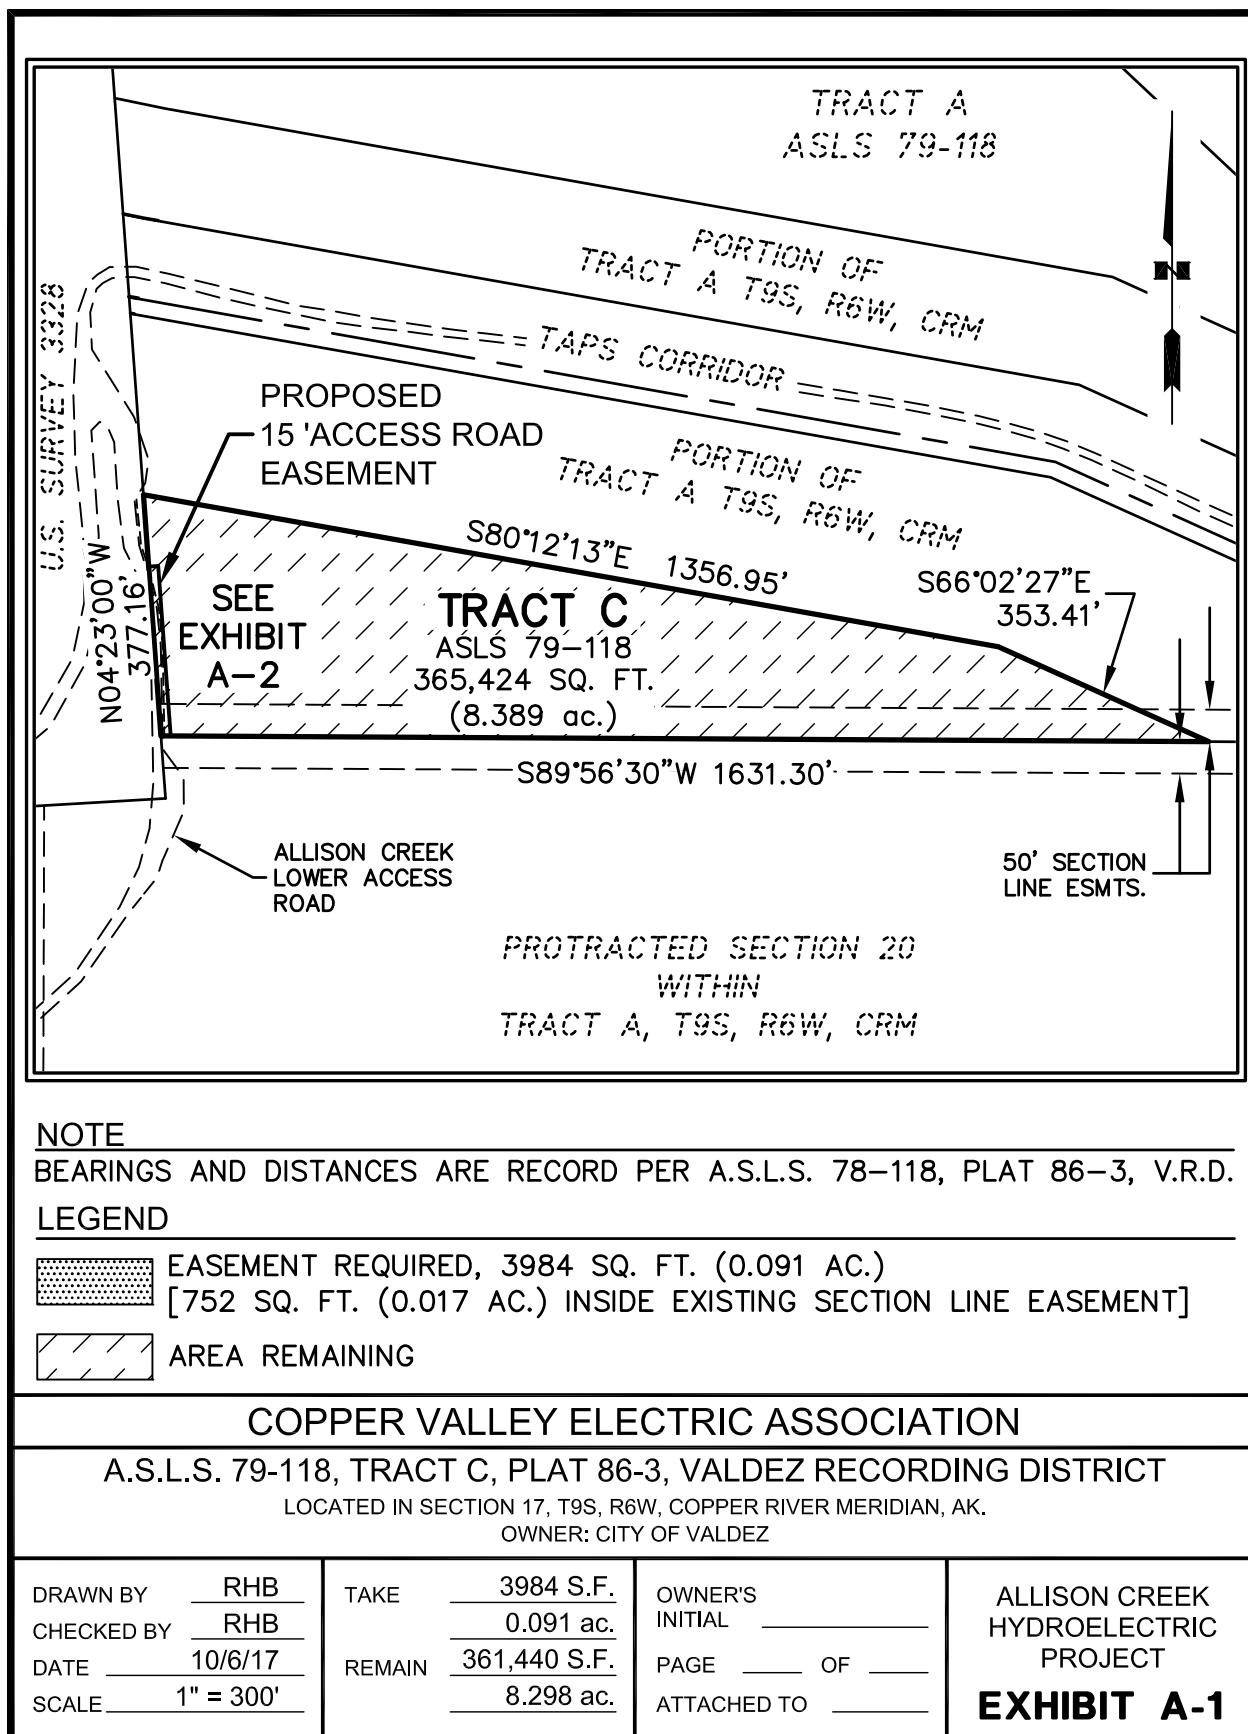 TRACT A
ASLS 79-118
N
PORTION OF
TRACT A T9S, R6W, CRM
U.S. SURVEY 3328
TAPS CORRIDOR
PROPOSED
15 'ACCESS ROAD
EASEMENT
PORTION OF
TRACT A T9S, R6W, CRM
S80°12'13"E 1356.95'
S66°02'27"E
353.41'
N04°23'00"W
377.16'
SEE
EXHIBIT
A-2
TRACT C
ASLS 79-118
365,424 SQ. FT.
(8.389 ac.)
S89°56'30"W 1631.30'
ALLISON CREEK
LOWER ACCESS
ROAD
50' SECTION
LINE ESMTS.
PROTRACTED SECTION 20
WITHIN
TRACT A, T9S, R6W, CRM
NOTE
BEARINGS AND DISTANCES ARE RECORD PER A.S.L.S. 78-118, PLAT 86-3, V.R.D.
LEGEND
EASEMENT REQUIRED, 3984 SQ. FT. (0.091 AC.)
[752 SQ. FT. (0.017 AC.) INSIDE EXISTING SECTION LINE EASEMENT]
AREA REMAINING
COPPER VALLEY ELECTRIC ASSOCIATION
A.S.L.S. 79-118, TRACT C, PLAT 86-3, VALDEZ RECORDING DISTRICT
LOCATED IN SECTION 17, T9S, R6W, COPPER RIVER MERIDIAN, AK.
OWNER: CITY OF VALDEZ
DRAWN BY RHB
CHECKED BY RHB
DATE 10/6/17
SCALE 1" = 300'
TAKE 3984 S.F.
0.091 ac.
REMAIN 361,440 S.F.
8.298 ac.
OWNER'S
INITIAL
PAGE OF
ATTACHED TO
ALLISON CREEK
HYDROELECTRIC
PROJECT
EXHIBIT A-1